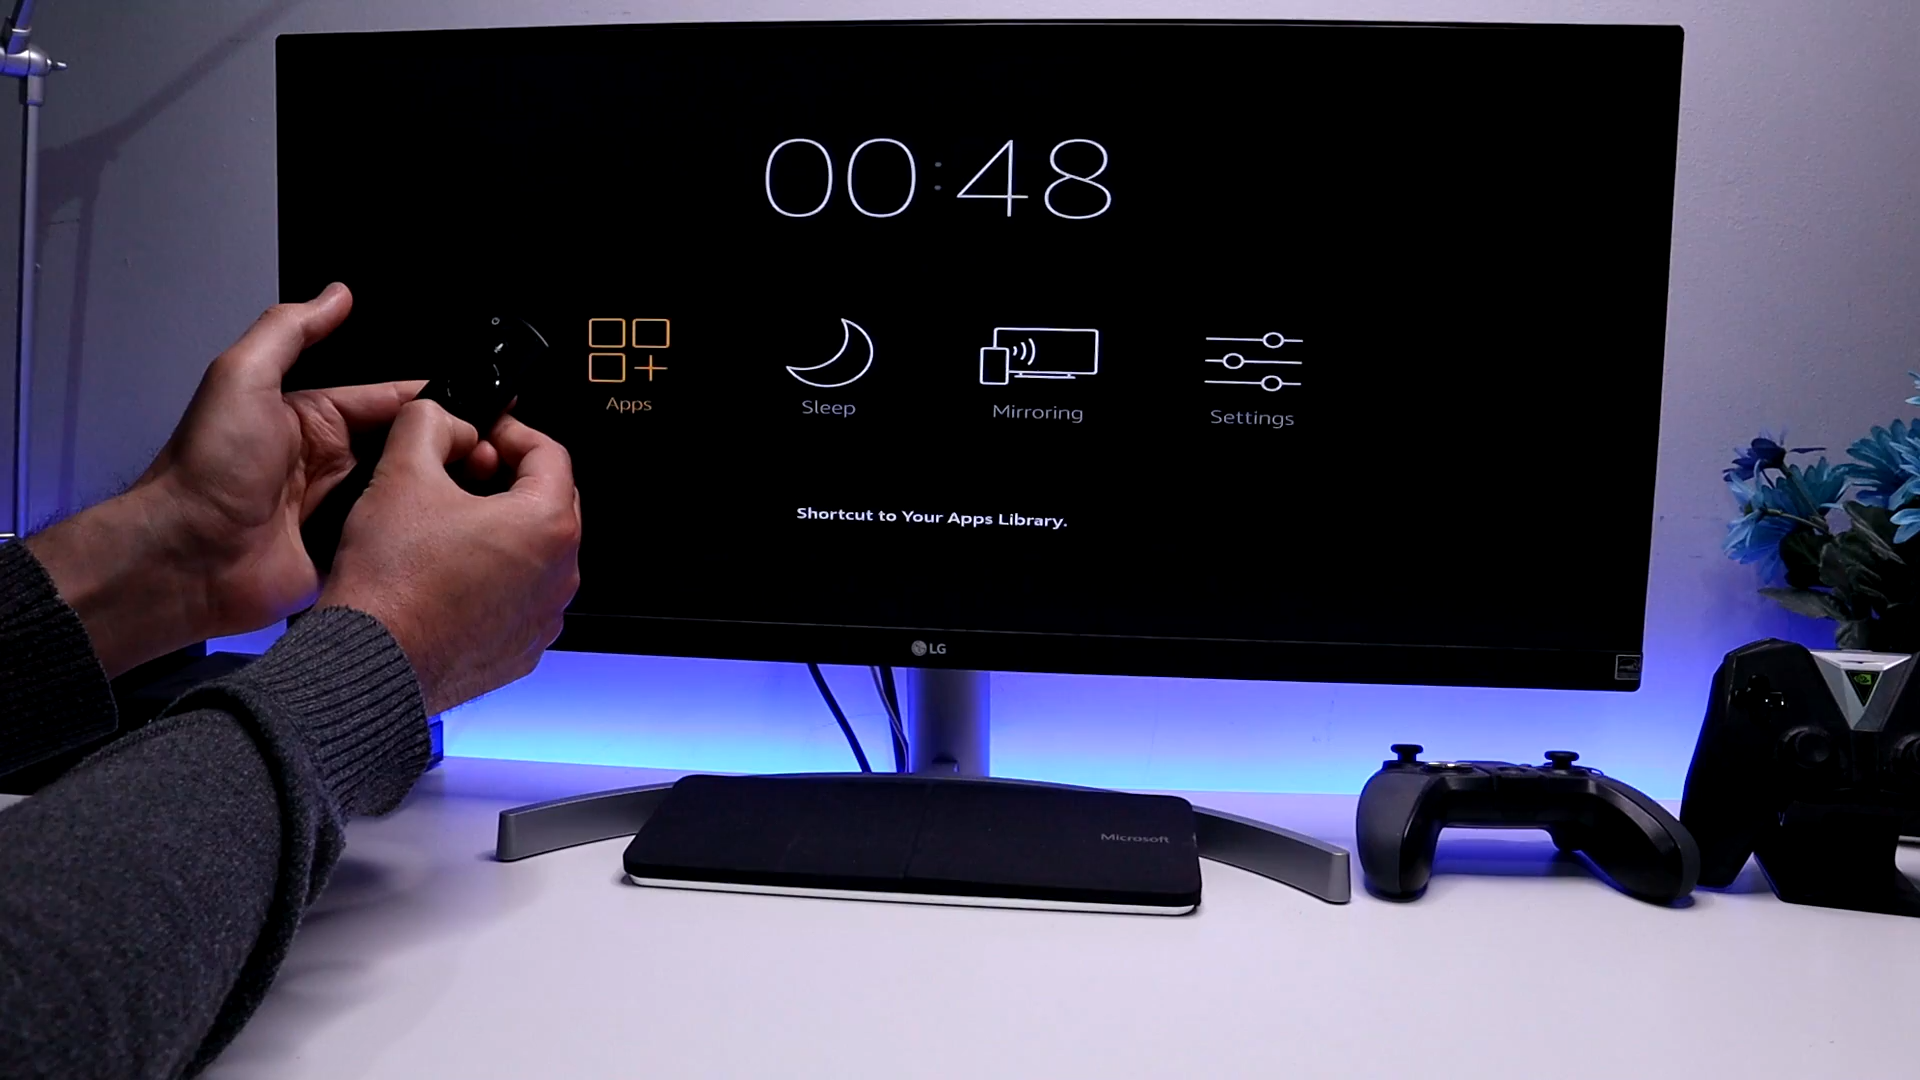 00:48
Apps
Sleep
Mirroring
Settings
Shortcut to Your Apps Library.
LG
Microsoft